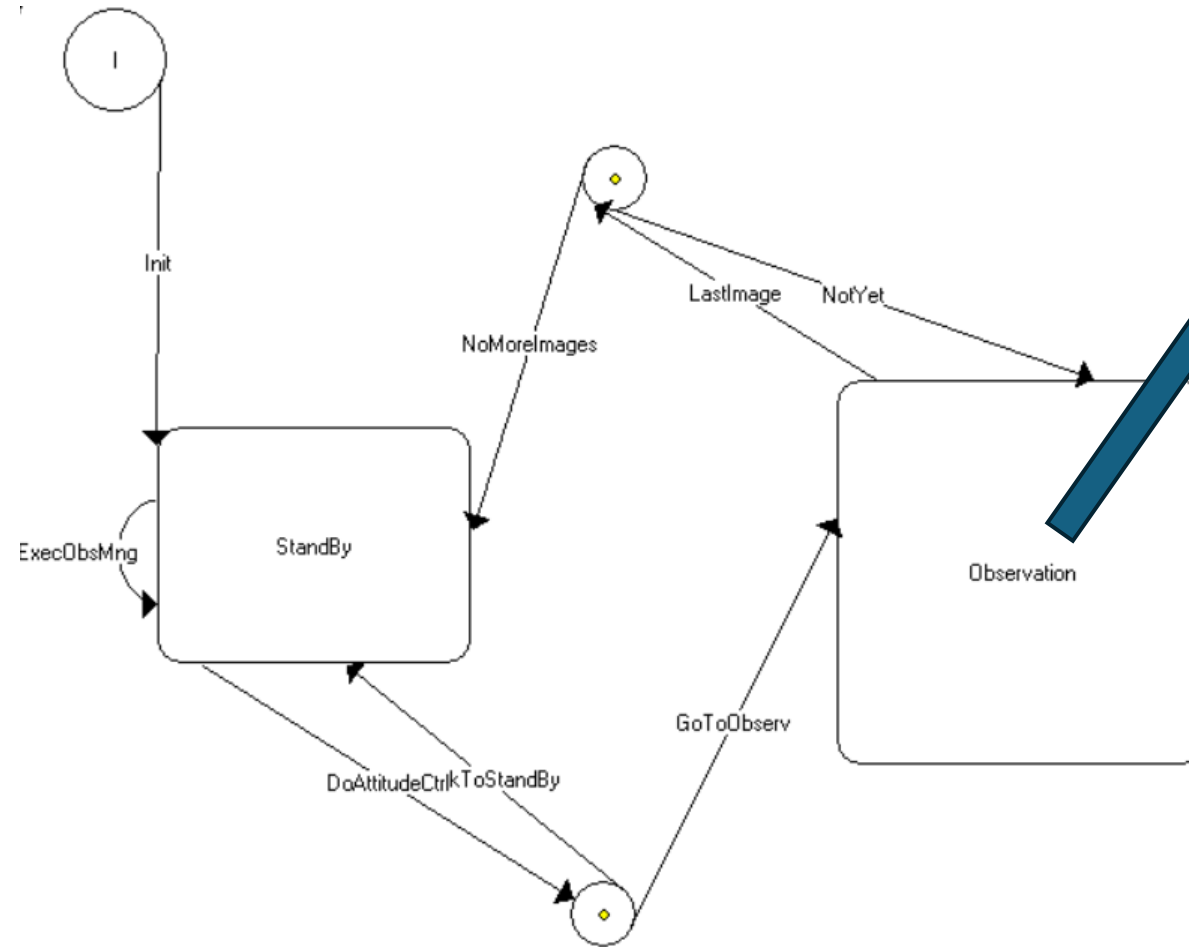 I
Init
LastImage
NotYet
NoMoreImages
ExecObsMng
StandBy
Observation
GoToObserv
DoAttitudeCtrl
kToStandBy